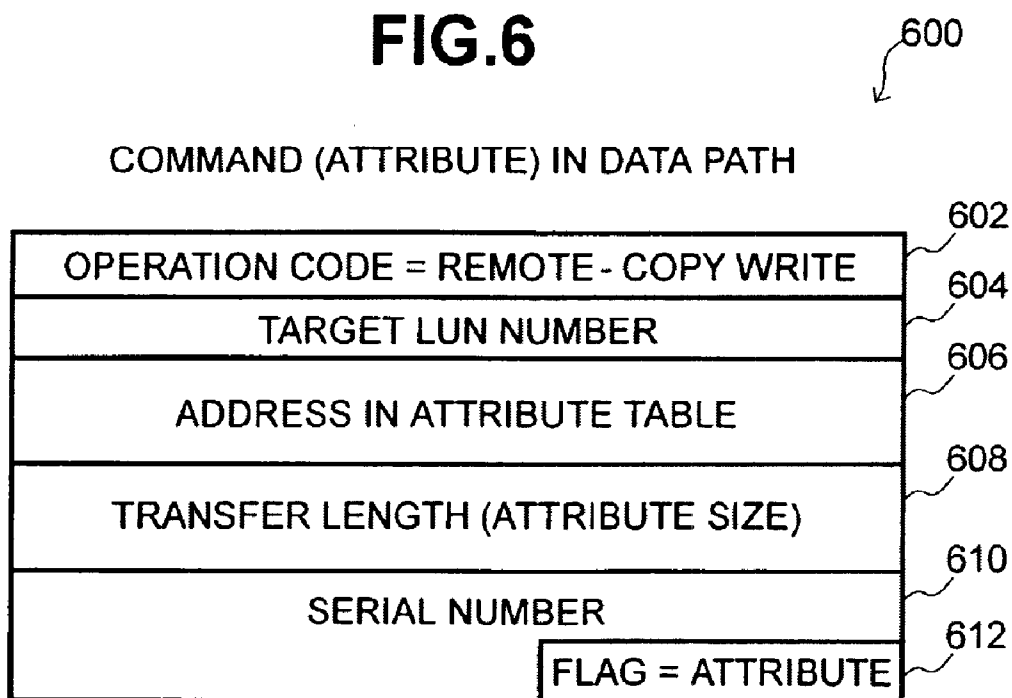 FIG.6
600
COMMAND (ATTRIBUTE) IN DATA PATH
602
OPERATION CODE = REMOTE - COPY WRITE
604
TARGET LUN NUMBER
606
ADDRESS IN ATTRIBUTE TABLE
608
TRANSFER LENGTH (ATTRIBUTE SIZE)
610
SERIAL NUMBER
612
FLAG = ATTRIBUTE